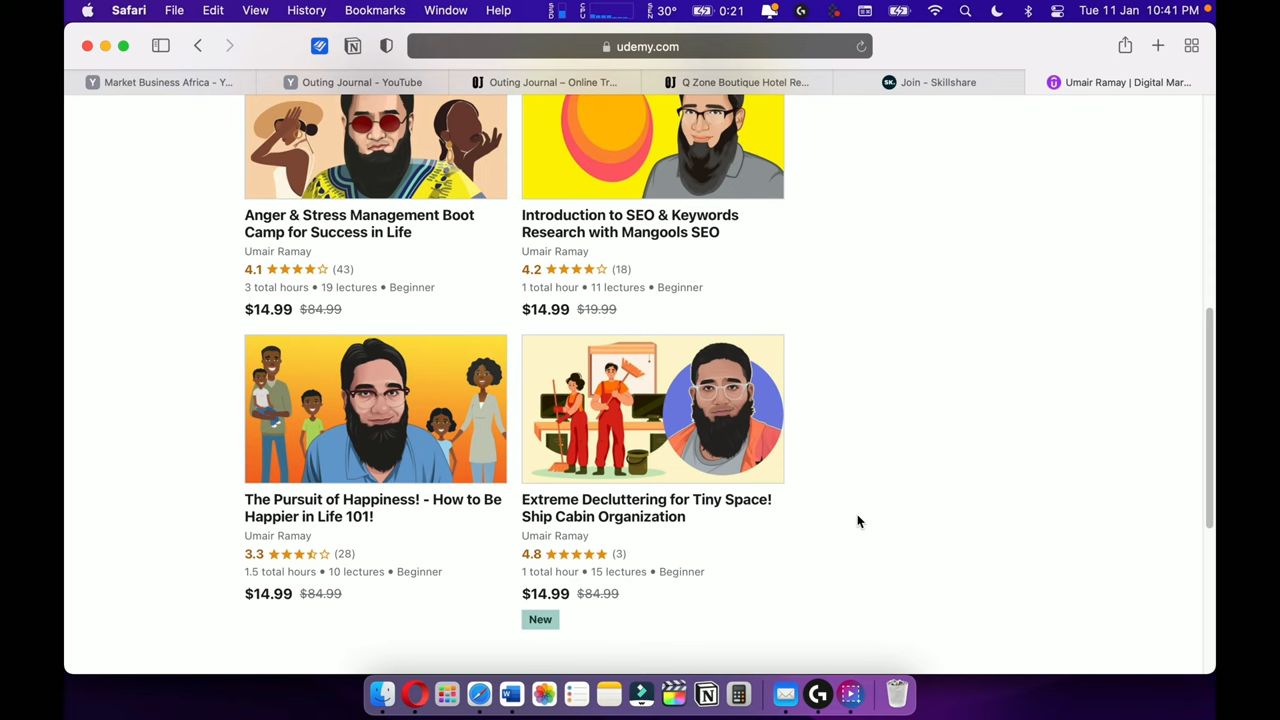 Safari File Edit View History Bookmarks Window Help 30° 0:21 Tue 11 Jan 10:41 PM
udemy.com
Market Business Africa - Y... Outing Journal - YouTube Outing Journal – Online Tr... Q Zone Boutique Hotel Re... Join - Skillshare Umair Ramay | Digital Mar...
Anger & Stress Management Boot
Camp for Success in Life
Umair Ramay
4.1 (43)
3 total hours • 19 lectures • Beginner
$14.99 $84.99
Introduction to SEO & Keywords
Research with Mangools SEO
Umair Ramay
4.2 (18)
1 total hour • 11 lectures • Beginner
$14.99 $19.99
The Pursuit of Happiness! - How to Be
Happier in Life 101!
Umair Ramay
3.3 (28)
1.5 total hours • 10 lectures • Beginner
$14.99 $84.99
Extreme Decluttering for Tiny Space!
Ship Cabin Organization
Umair Ramay
4.8 (3)
1 total hour • 15 lectures • Beginner
$14.99 $84.99
New